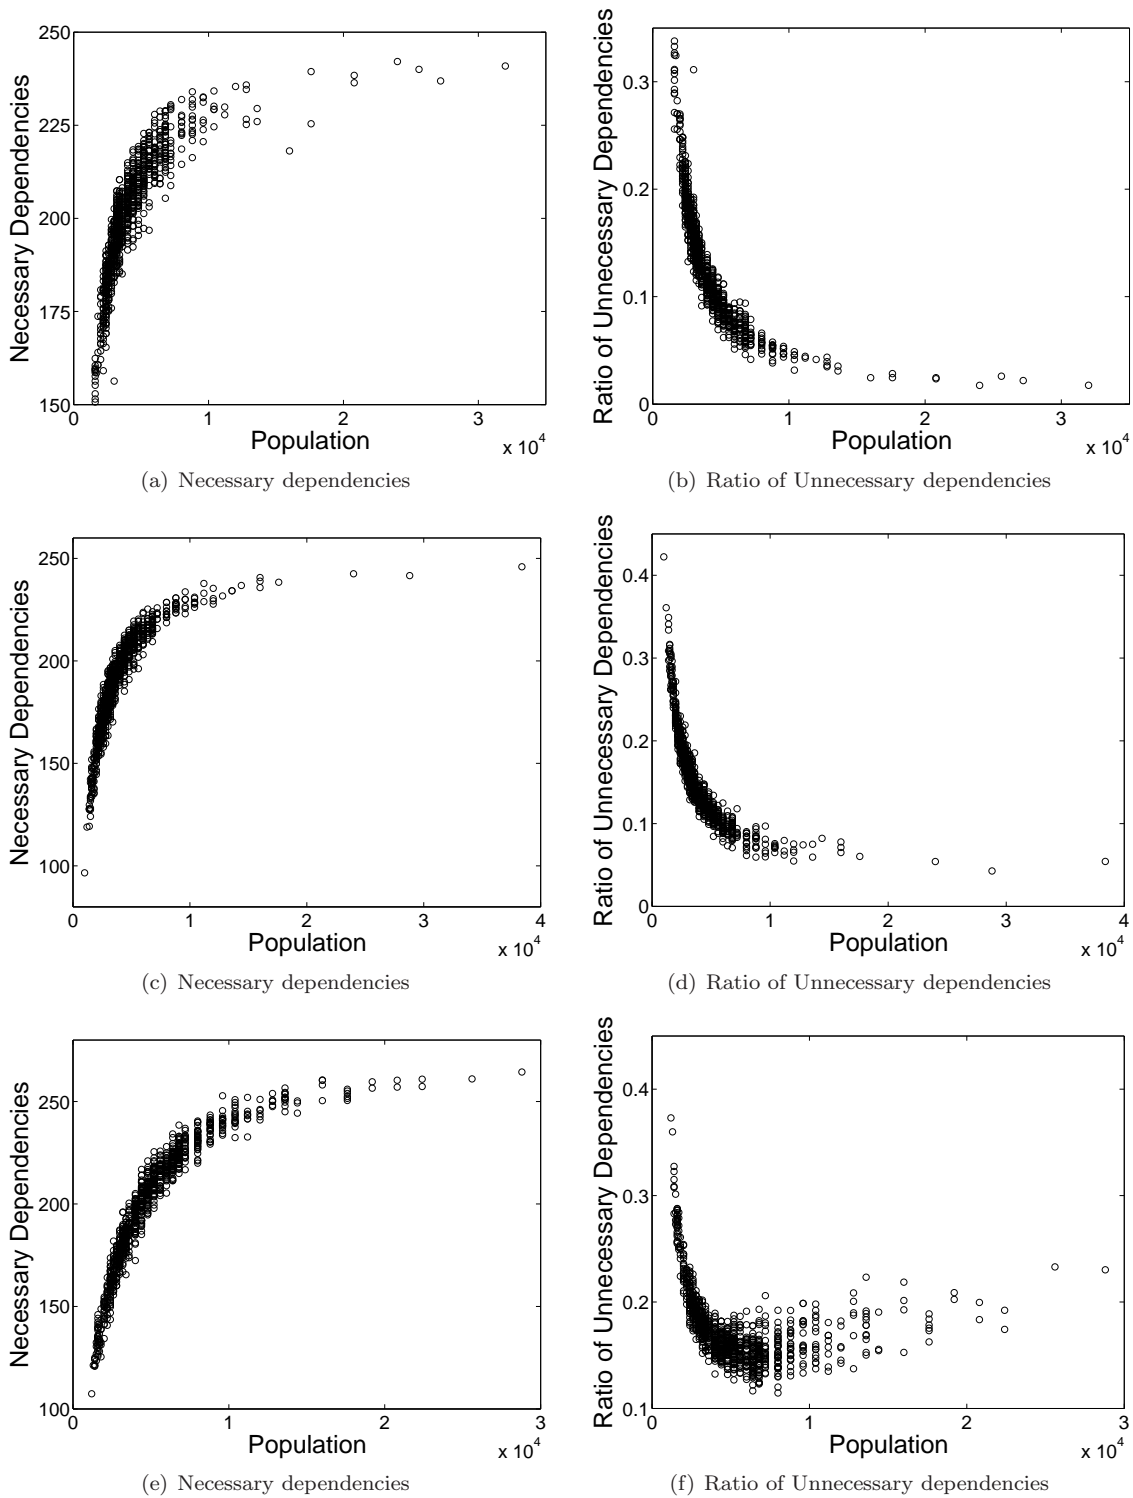 250
225
200
175
150
0
1
2
3
x 10^4
Necessary Dependencies
Population
(a) Necessary dependencies
0.3
0.2
0.1
0
0
1
2
3
x 10^4
Ratio of Unnecessary Dependencies
Population
(b) Ratio of Unnecessary dependencies
250
200
150
100
0
1
2
3
4
x 10^4
Necessary Dependencies
Population
(c) Necessary dependencies
0.4
0.3
0.2
0.1
0
0
1
2
3
4
x 10^4
Ratio of Unnecessary Dependencies
Population
(d) Ratio of Unnecessary dependencies
250
200
150
100
0
1
2
3
x 10^4
Necessary Dependencies
Population
(e) Necessary dependencies
0.4
0.3
0.2
0.1
0
1
2
3
x 10^4
Ratio of Unnecessary Dependencies
Population
(f) Ratio of Unnecessary dependencies